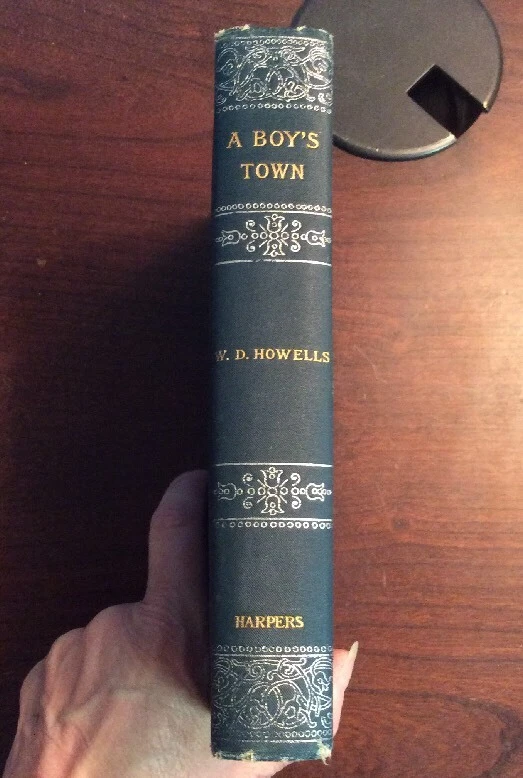 A BOY'S
TOWN
W. D. HOWELLS
HARPERS